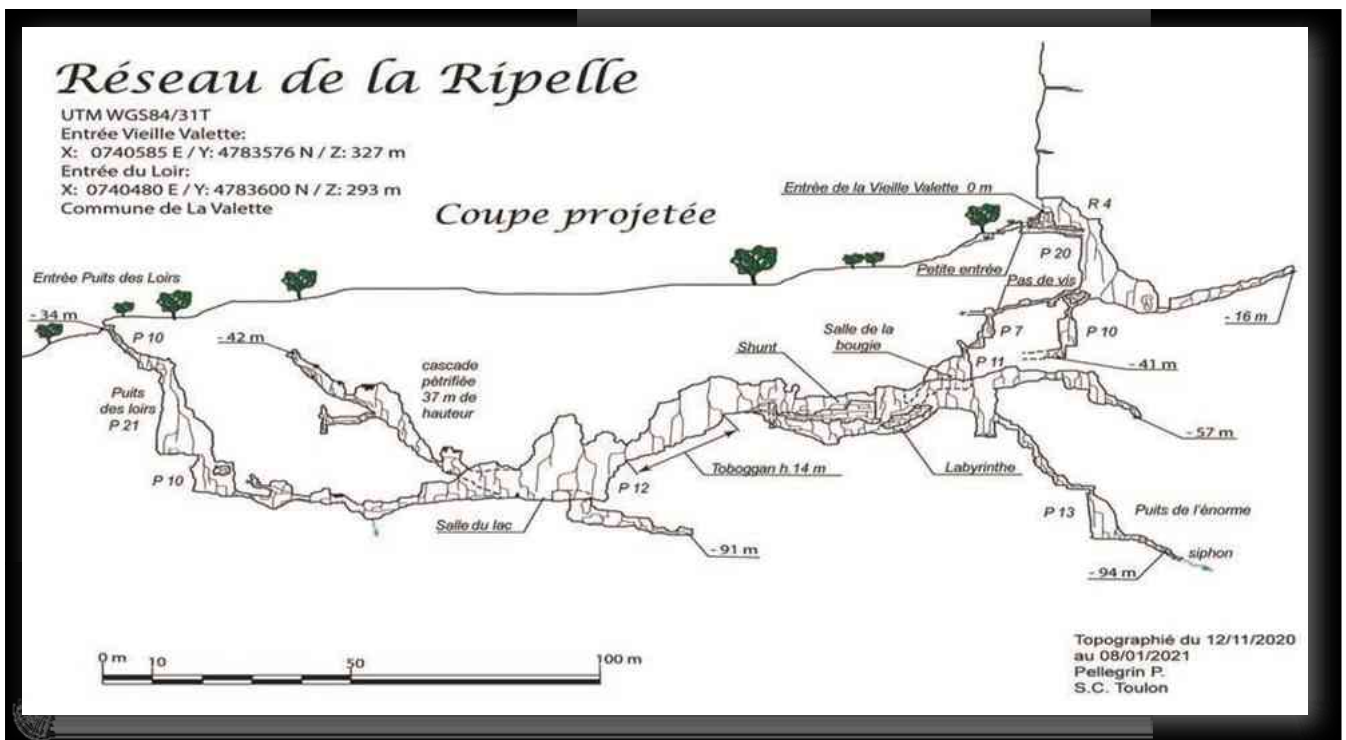 Réseau de la Ripelle
UTM WGS84/31T
Entrée Vieille Valette:
X: 0740585 E / Y: 4783576 N / Z: 327 m
Entrée du Loir:
X: 0740480 E / Y: 4783600 N / Z: 293 m
Commune de La Valette
Coupe projetée
Entrée de la Vieille Valette 0 m
R 4
P 20
Petite entrée
Pas de vis
- 16 m
Entrée Puits des Loirs
- 34 m
P 10
- 42 m
cascade
pètrifiée
37 m de
hauteur
Puits
des loirs
P 21
P 10
Shunt
Salle de la
bougie
P 7
P 10
P 11
- 41 m
- 57 m
P 12
Toboggan h.14 m
Labyrinthe
Salle du lac
- 91 m
P 13
Puits de l'énorme
siphon
- 94 m
0 m
10
50
100 m
Topographié du 12/11/2020
au 08/01/2021
Pellegrin P.
S.C. Toulon